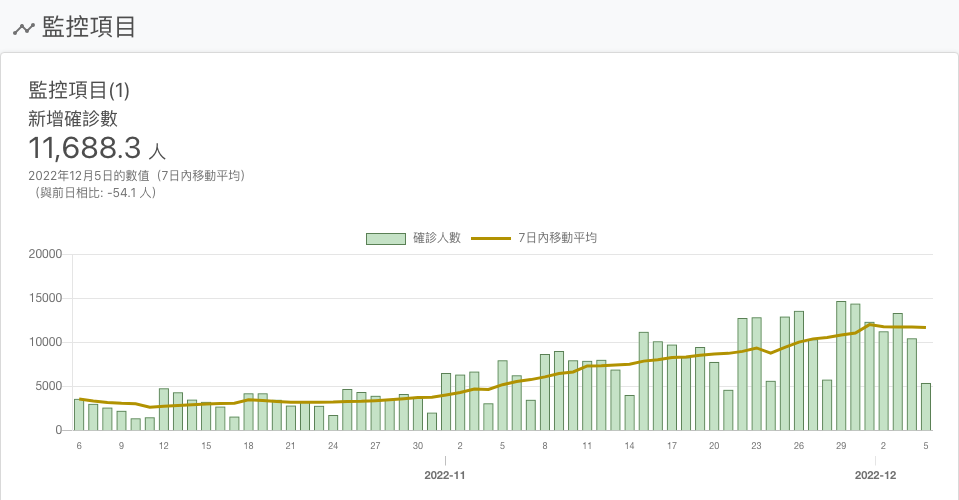 監控項目
監控項目(1)
新增確診數
11,688.3 人
2022年12月5日的數值（7日內移動平均）
（與前日相比: -54.1 人）
確診人數 7日內移動平均
20000
15000
10000
5000
0
6 9 12 15 18 21 24 27 30 2 5 8 11 14 17 20 23 26 29 2 5
2022-11 2022-12